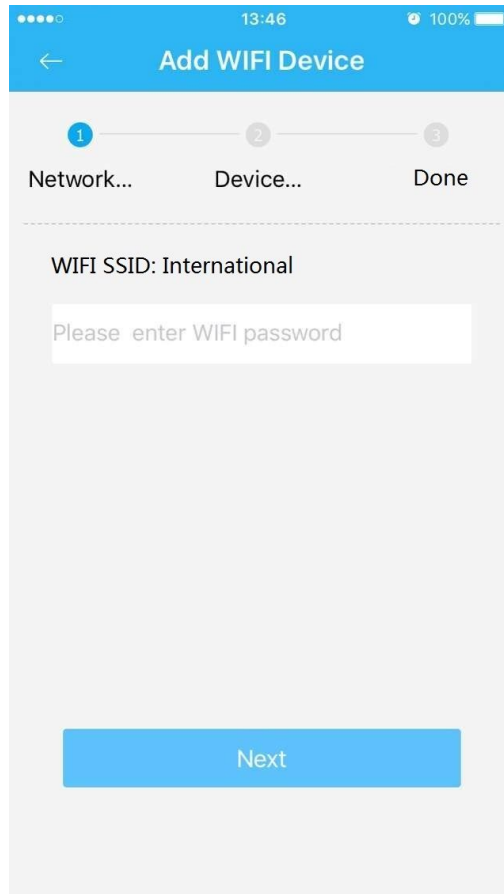 13:46
100%
Add WIFI Device
1
2
3
Network...
Device...
Done
WIFI SSID: International
Please enter WIFI password
Next